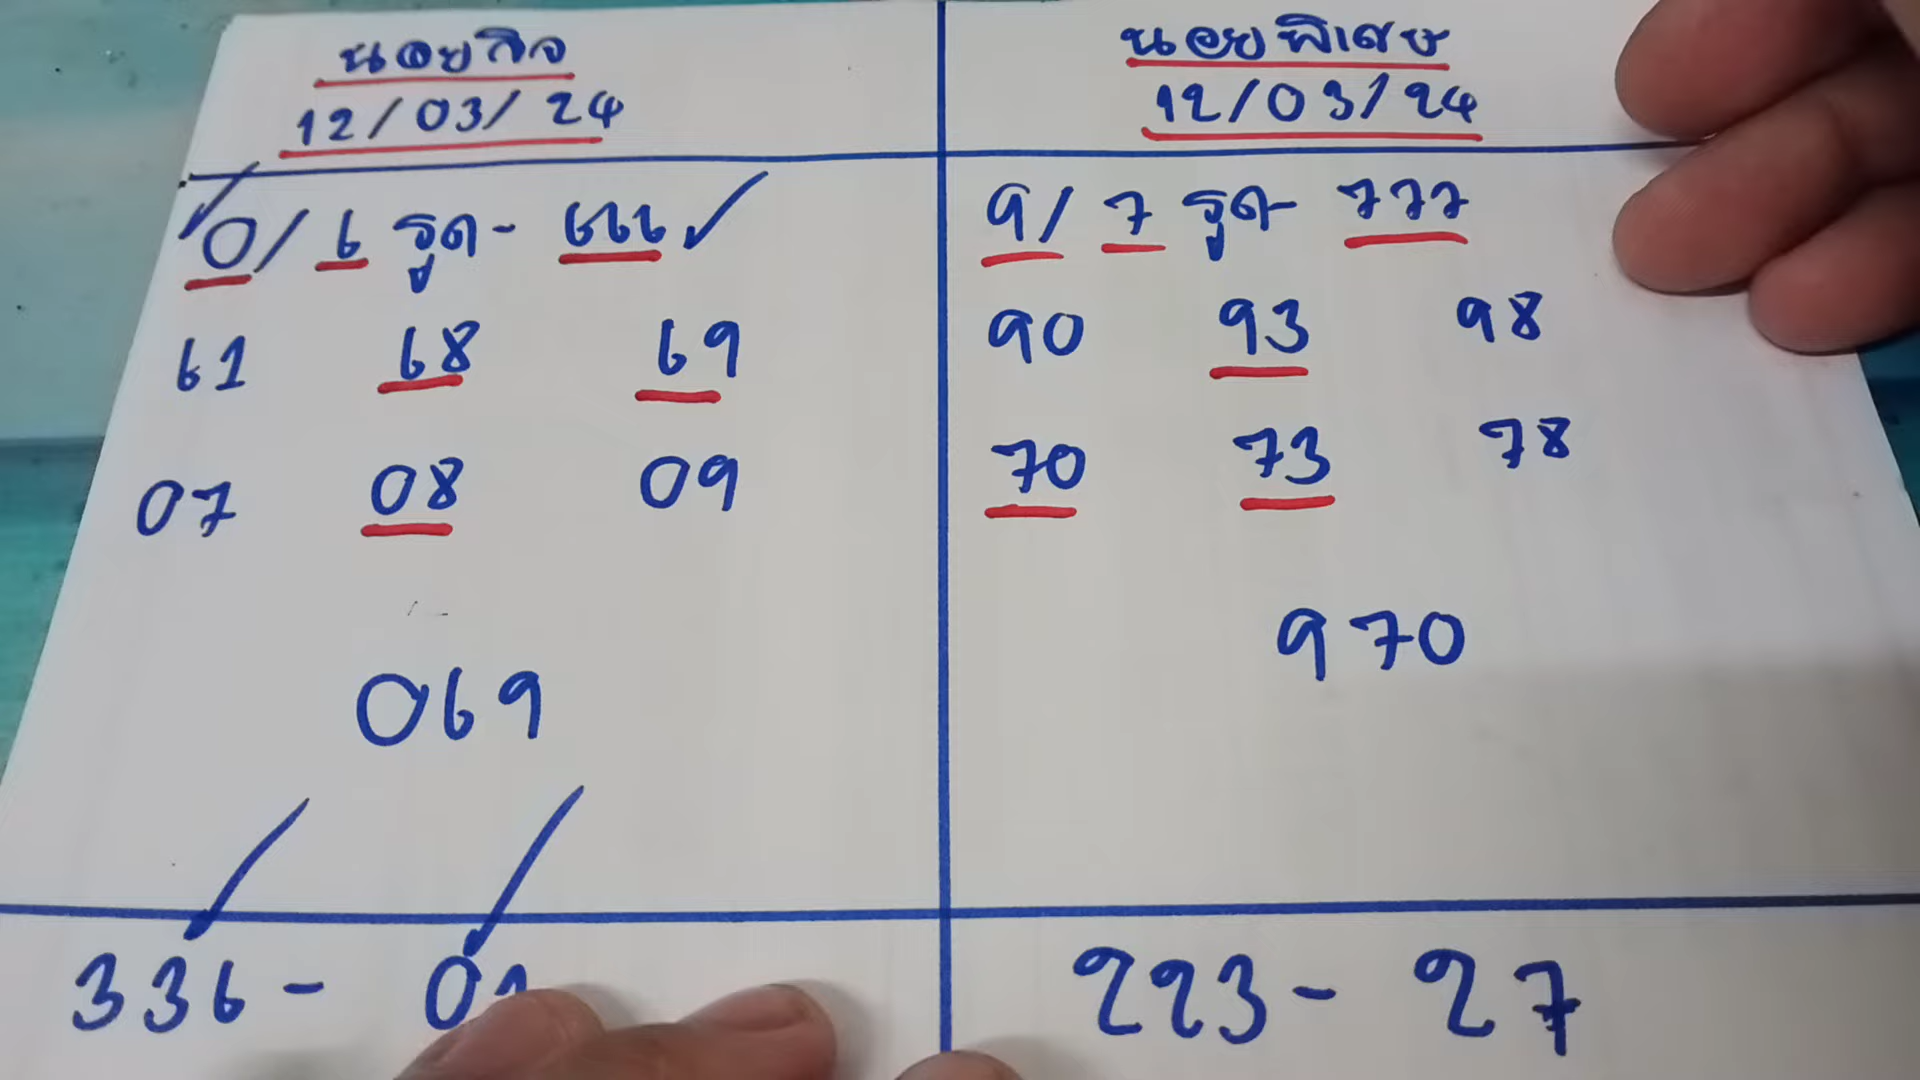 นอยกิจ
12/03/24
0/6 รูด- 666
61 68 69
07 08 09
069
336-
นอยพิเศษ
12/03/24
9/7 รูด- 777
90 93 98
70 73 78
970
223-27